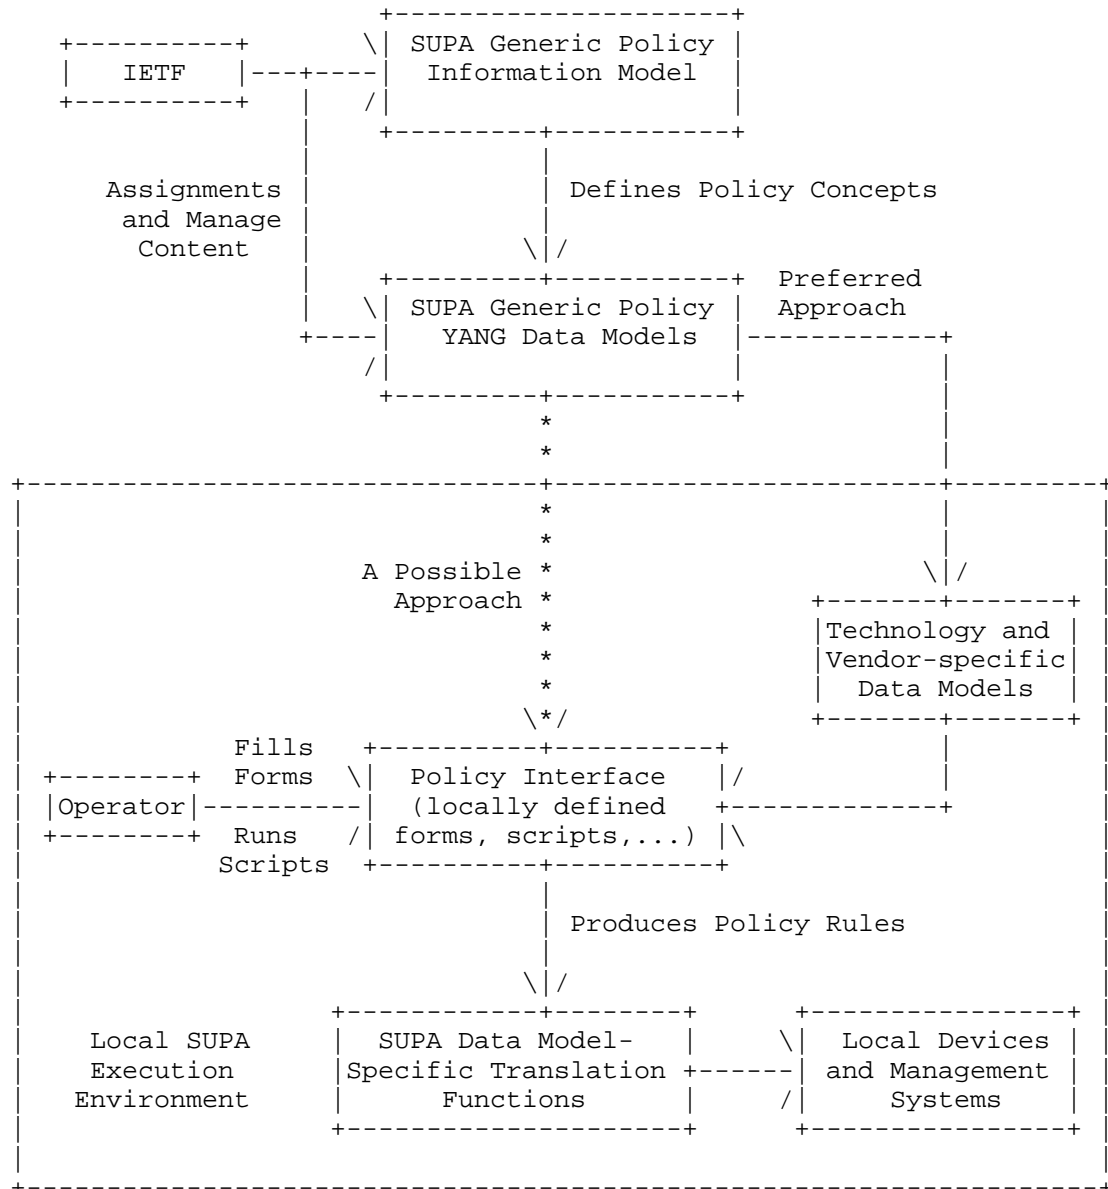 SUPA Generic Policy
Information Model
IETF
Assignments
and Manage
Content
Defines Policy Concepts
SUPA Generic Policy
YANG Data Models
Preferred
Approach
A Possible
Approach
Technology and
Vendor-specific
Data Models
Fills
Forms
Operator
Runs
Scripts
Policy Interface
(locally defined
forms, scripts,...)
Produces Policy Rules
Local SUPA
Execution
Environment
SUPA Data Model-
Specific Translation
Functions
Local Devices
and Management
Systems